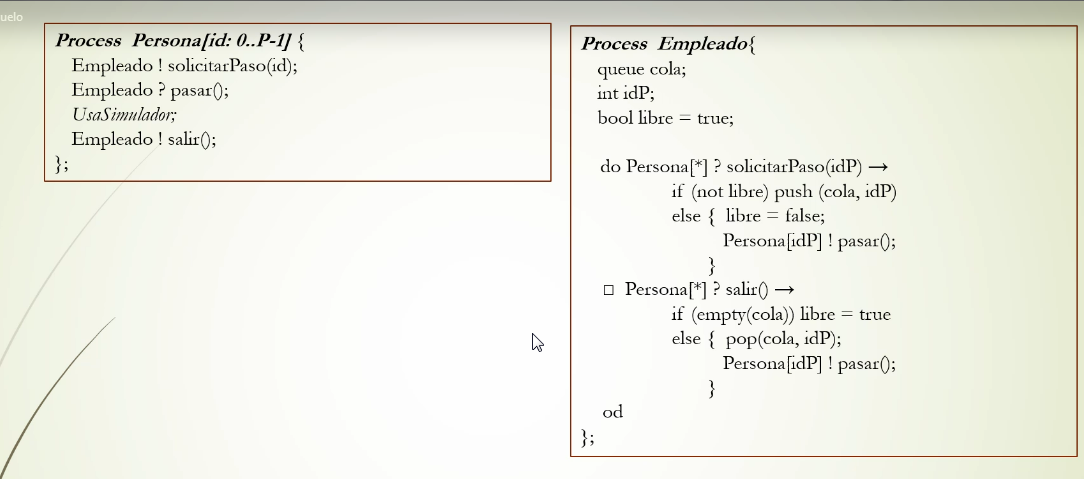 uelo
Process Persona[id: 0..P-1] {
Empleado ! solicitarPaso(id);
Empleado ? pasar();
UsaSimulador;
Empleado ! salir();
};
Process Empleado{
queue cola;
int idP;
bool libre = true;
do Persona[*] ? solicitarPaso(idP) →
if (not libre) push (cola, idP)
else { libre = false;
Persona[idP] ! pasar();
}
□ Persona[*] ? salir() →
if (empty(cola)) libre = true
else { pop(cola, idP);
Persona[idP] ! pasar();
}
od
};